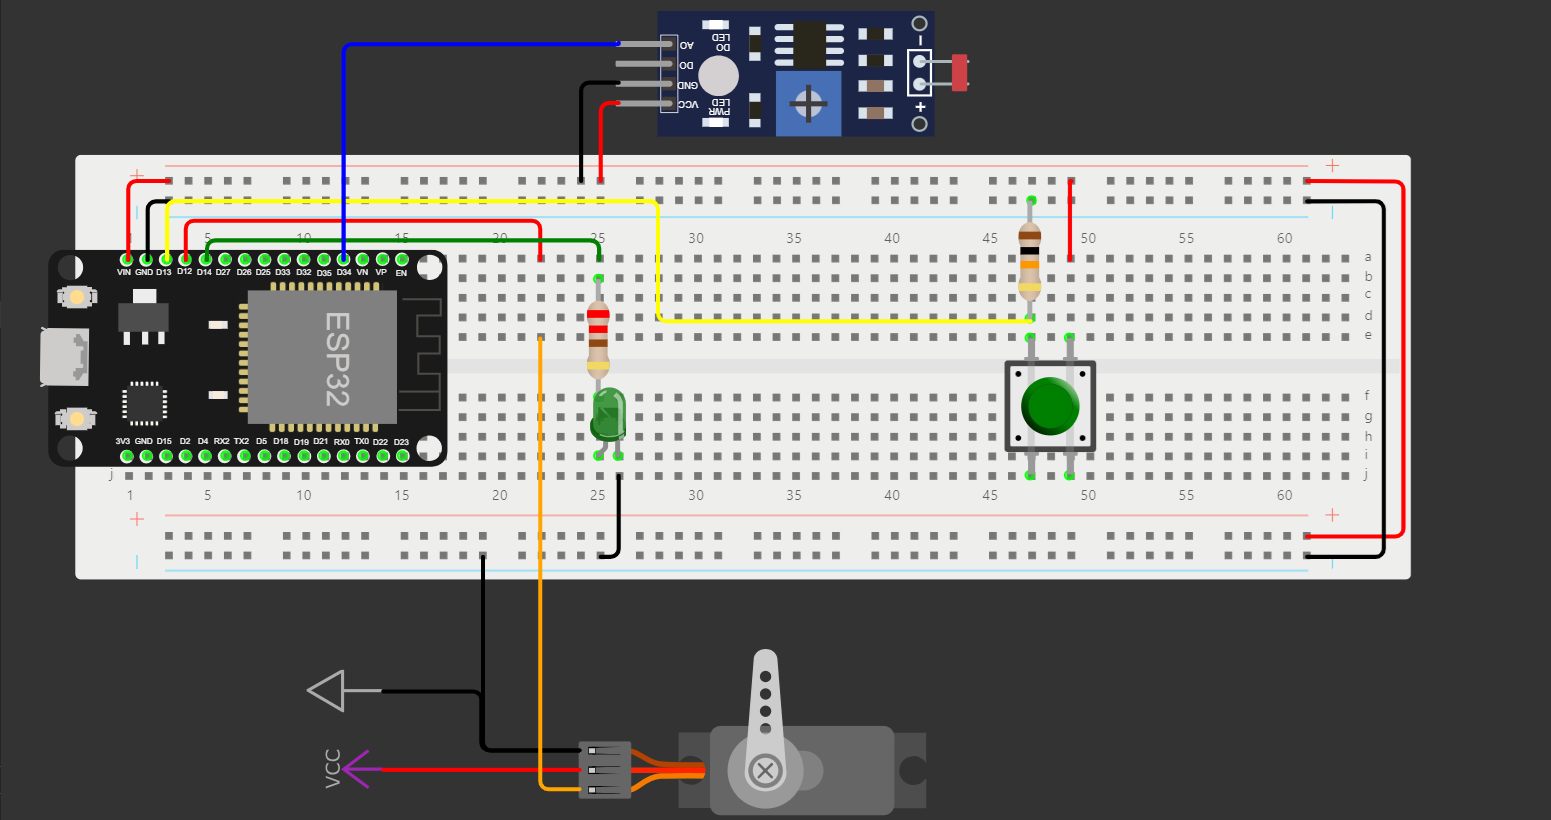 AO
DO
GND
VCC
DO
LED
PWR
LED
−
+
+ +
1 5 10 15 20 25 30 35 40 45 50 55 60
VIN GND D13 D12 D14 D27 D26 D25 D33 D32 D35 D34 VN VP EN
a
b
c
d
e
ESP32
f
g
h
i
3V3 GND D15 D2 D4 RX2 TX2 D5 D18 D19 D21 RX0 TX0 D22 D23
j j
1 5 10 15 20 25 30 35 40 45 50 55 60
+ +
VCC